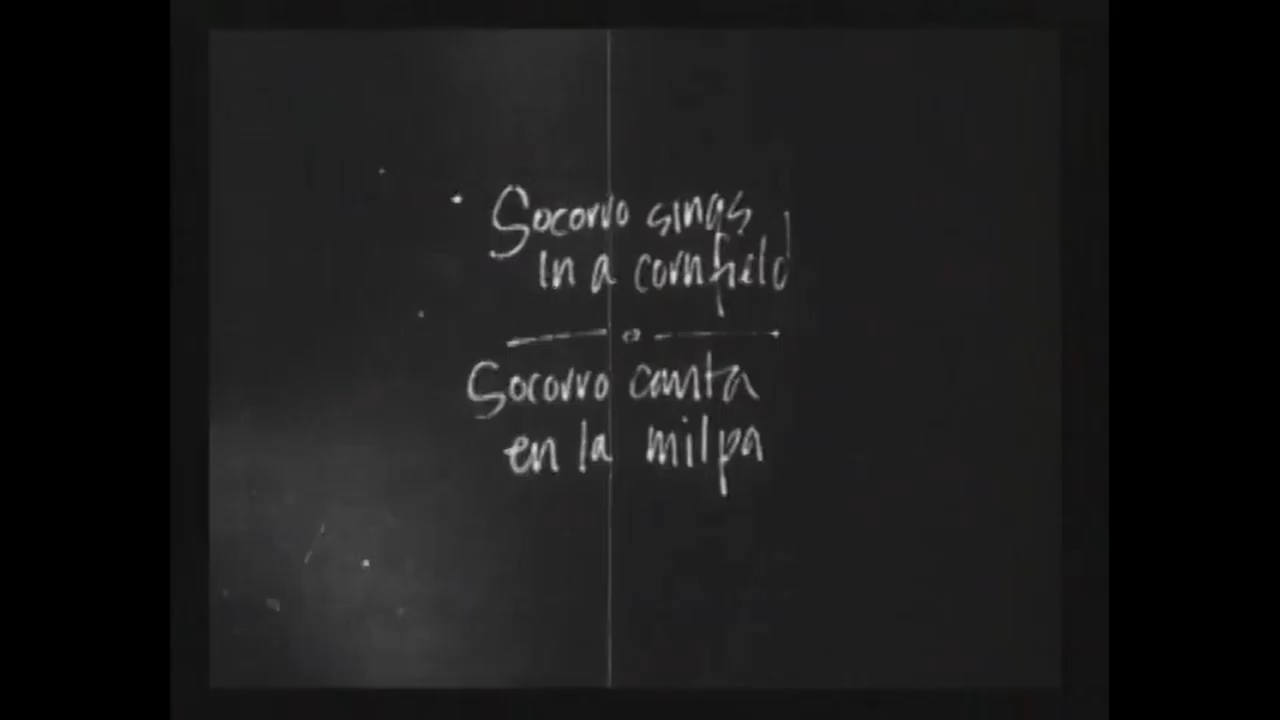 Socorro sings
in a cornfield
Socorro canta
en la milpa